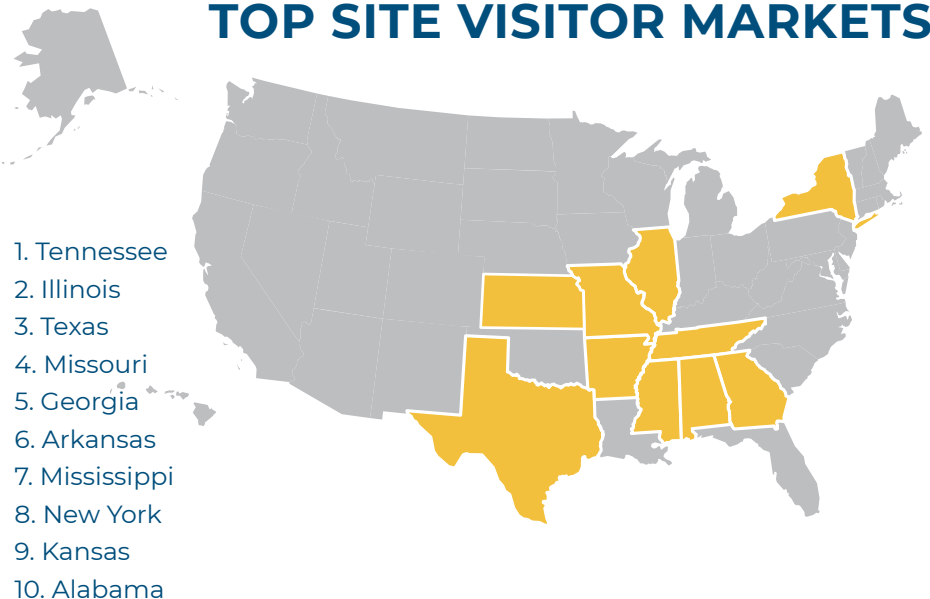 TOP SITE VISITOR MARKETS
1. Tennessee
2. Illinois
3. Texas
4. Missouri
5. Georgia
6. Arkansas
7. Mississippi
8. New York
9. Kansas
10. Alabama